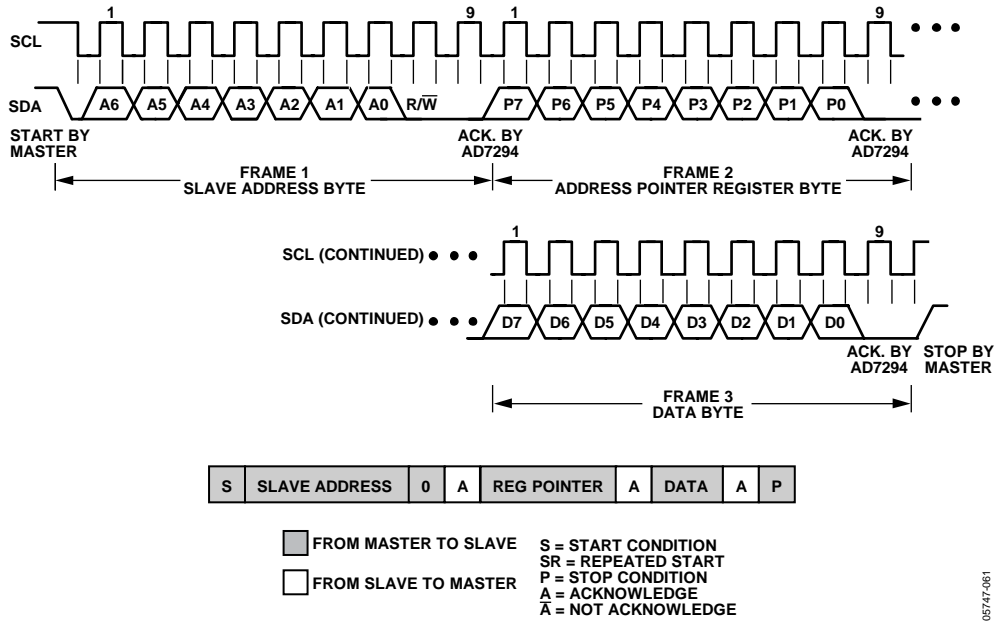 1 9 1 9
SCL
SDA A6 A5 A4 A3 A2 A1 A0 R/W̅ P7 P6 P5 P4 P3 P2 P1 P0
START BY
MASTER
ACK. BY
AD7294
ACK. BY
AD7294
FRAME 1
SLAVE ADDRESS BYTE
FRAME 2
ADDRESS POINTER REGISTER BYTE
1 9
SCL (CONTINUED)
SDA (CONTINUED) D7 D6 D5 D4 D3 D2 D1 D0
ACK. BY
AD7294
STOP BY
MASTER
FRAME 3
DATA BYTE
S SLAVE ADDRESS 0 A REG POINTER A DATA A P
FROM MASTER TO SLAVE
FROM SLAVE TO MASTER
S = START CONDITION
SR = REPEATED START
P = STOP CONDITION
A = ACKNOWLEDGE
A̅ = NOT ACKNOWLEDGE
05747-061